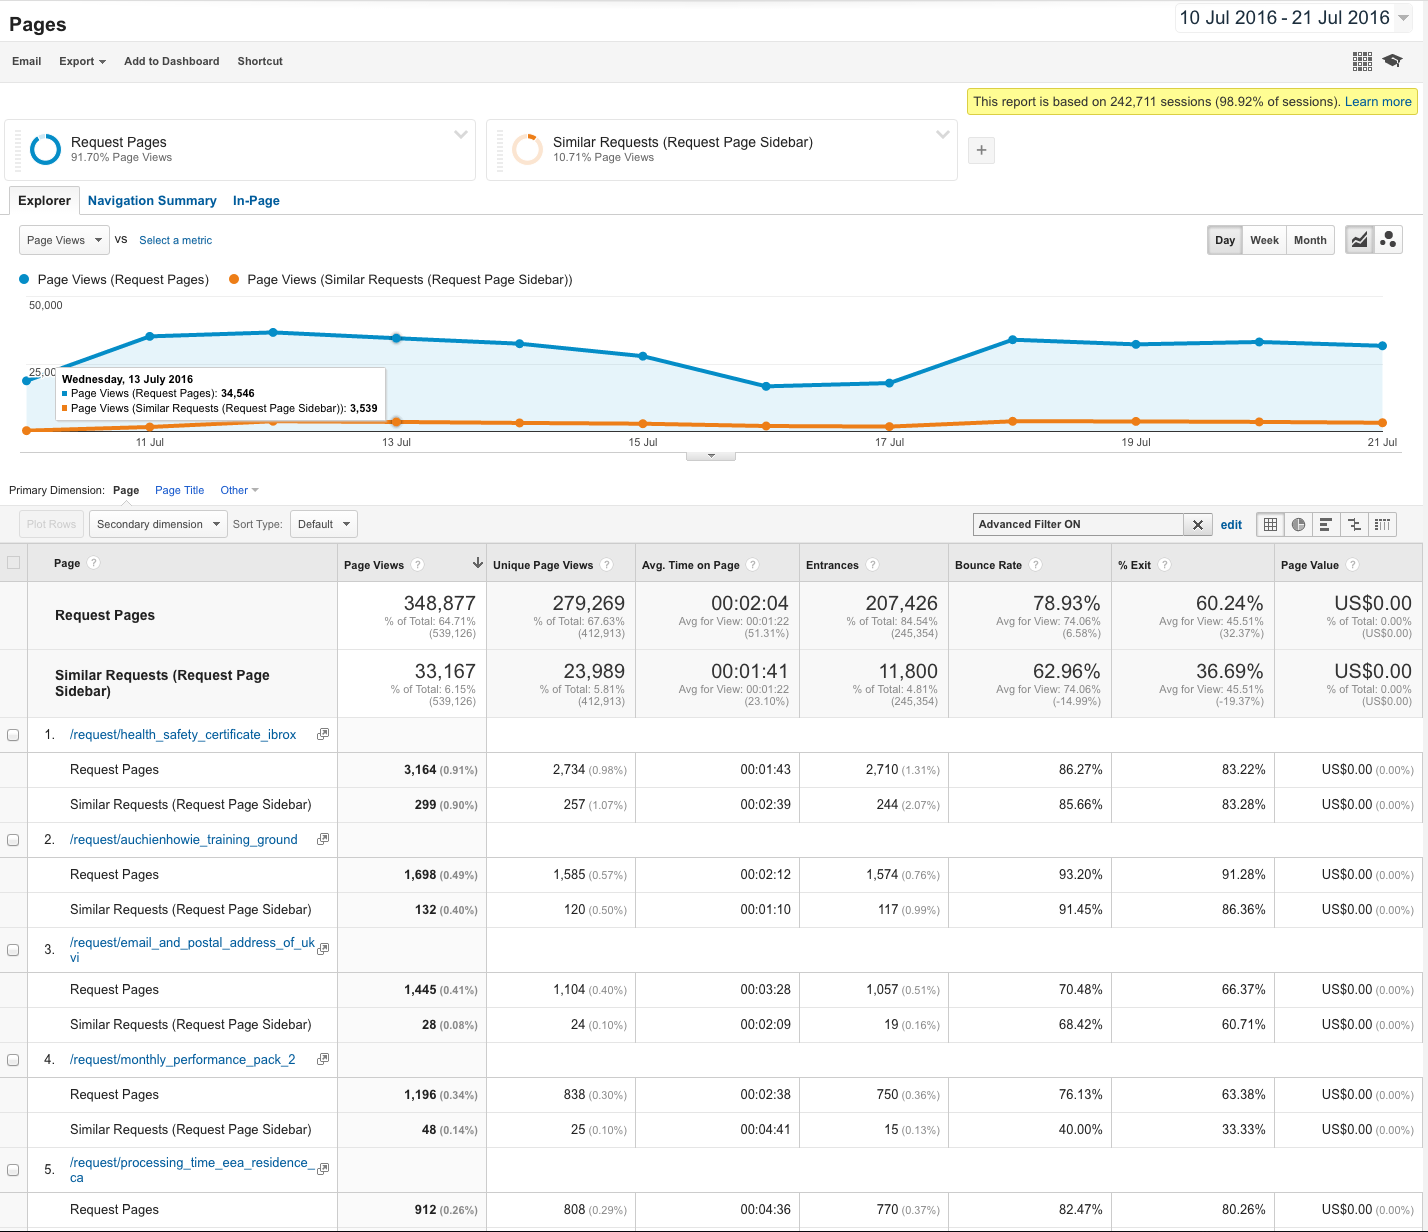 Pages
10 Jul 2016 - 21 Jul 2016
Email Export Add to Dashboard Shortcut
This report is based on 242,711 sessions (98.92% of sessions). Learn more
Request Pages
91.70% Page Views
Similar Requests (Request Page Sidebar)
10.71% Page Views
+
Explorer Navigation Summary In-Page
Page Views VS Select a metric
Day Week Month
Page Views (Request Pages) Page Views (Similar Requests (Request Page Sidebar))
50,000
25,00
Wednesday, 13 July 2016
Page Views (Request Pages): 34,546
Page Views (Similar Requests (Request Page Sidebar)): 3,539
11 Jul 13 Jul 15 Jul 17 Jul 19 Jul 21 Jul
Primary Dimension: Page Page Title Other
Plot Rows Secondary dimension Sort Type: Default Advanced Filter ON X edit
Page ? Page Views ? Unique Page Views ? Avg. Time on Page ? Entrances ? Bounce Rate ? % Exit ? Page Value ?
Request Pages 348,877 279,269 00:02:04 207,426 78.93% 60.24% US$0.00
% of Total: 64.71% % of Total: 67.63% Avg for View: 00:01:22 % of Total: 84.54% Avg for View: 74.06% Avg for View: 45.51% % of Total: 0.00%
(539,126) (412,913) (51.31%) (245,354) (6.58%) (32.37%) (US$0.00)
Similar Requests (Request Page
Sidebar)
33,167 23,989 00:01:41 11,800 62.96% 36.69% US$0.00
% of Total: 6.15% % of Total: 5.81% Avg for View: 00:01:22 % of Total: 4.81% Avg for View: 74.06% Avg for View: 45.51% % of Total: 0.00%
(539,126) (412,913) (23.10%) (245,354) (-14.99%) (-19.37%) (US$0.00)
1. /request/health_safety_certificate_ibrox
Request Pages 3,164 (0.91%) 2,734 (0.98%) 00:01:43 2,710 (1.31%) 86.27% 83.22% US$0.00 (0.00%)
Similar Requests (Request Page Sidebar) 299 (0.90%) 257 (1.07%) 00:02:39 244 (2.07%) 85.66% 83.28% US$0.00 (0.00%)
2. /request/auchienhowie_training_ground
Request Pages 1,698 (0.49%) 1,585 (0.57%) 00:02:12 1,574 (0.76%) 93.20% 91.28% US$0.00 (0.00%)
Similar Requests (Request Page Sidebar) 132 (0.40%) 120 (0.50%) 00:01:10 117 (0.99%) 91.45% 86.36% US$0.00 (0.00%)
3. /request/email_and_postal_address_of_uk
vi
Request Pages 1,445 (0.41%) 1,104 (0.40%) 00:03:28 1,057 (0.51%) 70.48% 66.37% US$0.00 (0.00%)
Similar Requests (Request Page Sidebar) 28 (0.08%) 24 (0.10%) 00:02:09 19 (0.16%) 68.42% 60.71% US$0.00 (0.00%)
4. /request/monthly_performance_pack_2
Request Pages 1,196 (0.34%) 838 (0.30%) 00:02:38 750 (0.36%) 76.13% 63.38% US$0.00 (0.00%)
Similar Requests (Request Page Sidebar) 48 (0.14%) 25 (0.10%) 00:04:41 15 (0.13%) 40.00% 33.33% US$0.00 (0.00%)
5. /request/processing_time_eea_residence_
ca
Request Pages 912 (0.26%) 808 (0.29%) 00:04:36 770 (0.37%) 82.47% 80.26% US$0.00 (0.00%)